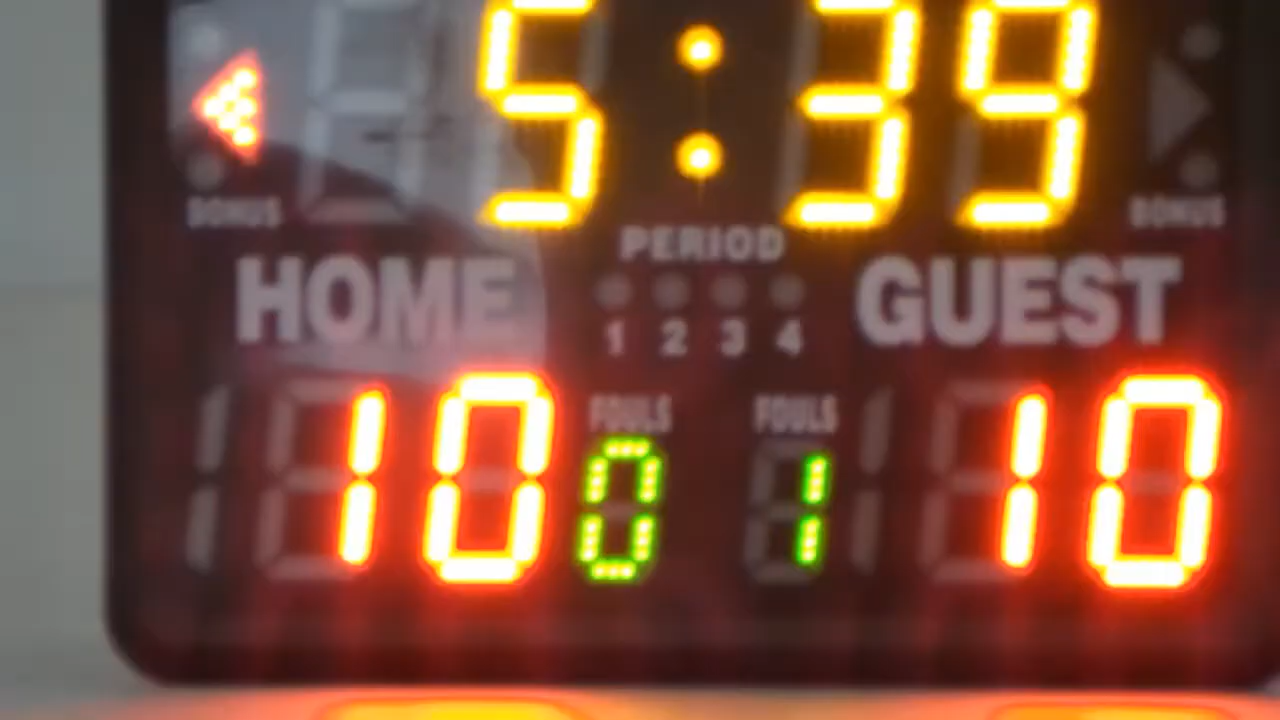 5:39
BONUS PERIOD BONUS
HOME GUEST
1 2 3 4
FOULS FOULS
10 0 1 10